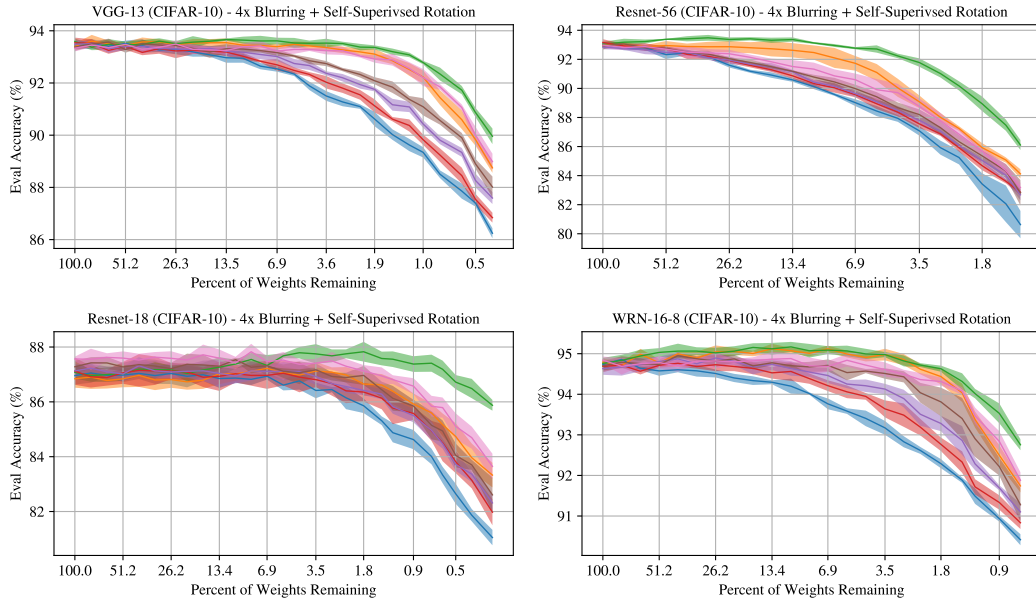 VGG-13 (CIFAR-10) - 4x Blurring + Self-Superivsed Rotation
94
92
90
88
86
Eval Accuracy (%)
100.0 51.2 26.3 13.5 6.9 3.6 1.9 1.0 0.5
Percent of Weights Remaining
Resnet-56 (CIFAR-10) - 4x Blurring + Self-Superivsed Rotation
94
92
90
88
86
84
82
80
Eval Accuracy (%)
100.0 51.2 26.2 13.4 6.9 3.5 1.8
Percent of Weights Remaining
Resnet-18 (CIFAR-10) - 4x Blurring + Self-Superivsed Rotation
88
86
84
82
Eval Accuracy (%)
100.0 51.2 26.2 13.4 6.9 3.5 1.8 0.9 0.5
Percent of Weights Remaining
WRN-16-8 (CIFAR-10) - 4x Blurring + Self-Superivsed Rotation
95
94
93
92
91
Eval Accuracy (%)
100.0 51.2 26.2 13.4 6.9 3.5 1.8 0.9
Percent of Weights Remaining